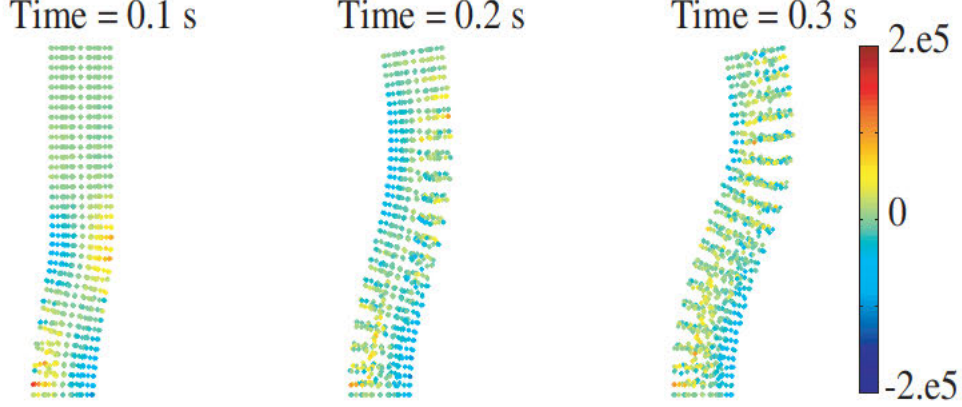 Time = 0.1 s
Time = 0.2 s
Time = 0.3 s
2.e5
0
-2.e5